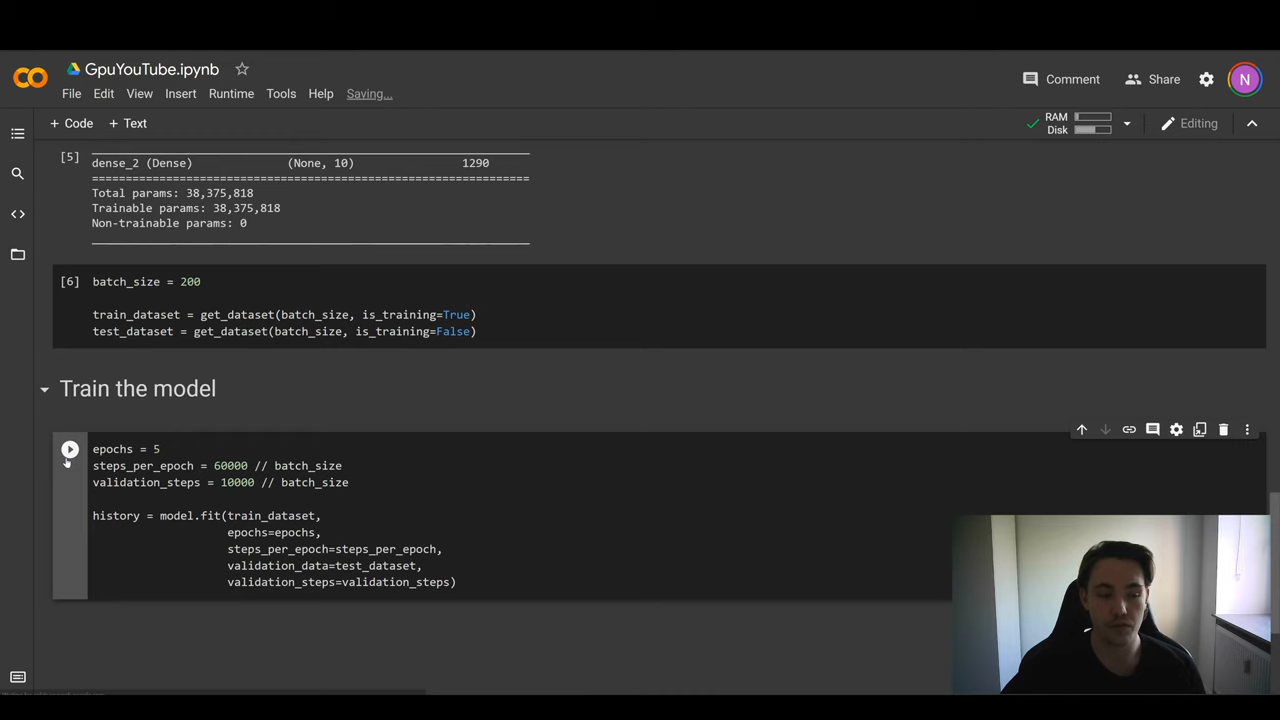 GpuYouTube.ipynb
Comment
Share
N
File Edit View Insert Runtime Tools Help Saving...
+ Code + Text
RAM
Disk
Editing
[5]
dense_2 (Dense) (None, 10) 1290
=================================================================
Total params: 38,375,818
Trainable params: 38,375,818
Non-trainable params: 0
[6] batch_size = 200
train_dataset = get_dataset(batch_size, is_training=True)
test_dataset = get_dataset(batch_size, is_training=False)
Train the model
epochs = 5
steps_per_epoch = 60000 // batch_size
validation_steps = 10000 // batch_size
history = model.fit(train_dataset,
epochs=epochs,
steps_per_epoch=steps_per_epoch,
validation_data=test_dataset,
validation_steps=validation_steps)